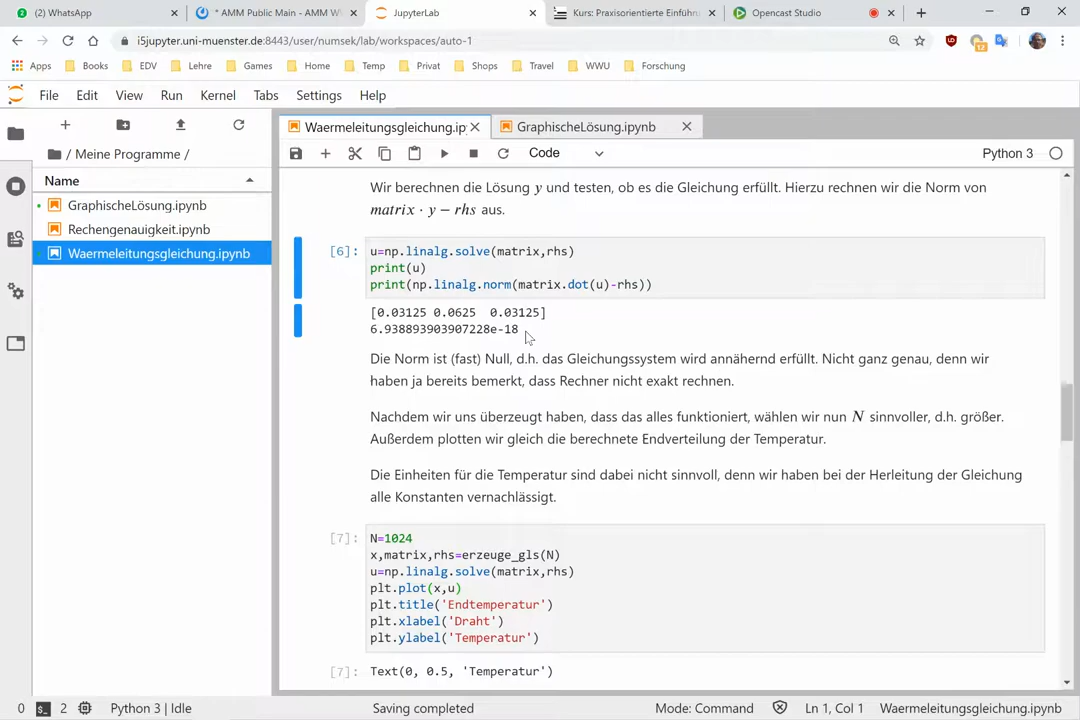 (1) WhatsApp
* AMM Public Main - AMM W
JupyterLab
Kurs: Praxisorientierte Einführ
Opencast Studio
i5jupyter.uni-muenster.de:8443/user/numsek/lab/workspaces/auto-1
12
Apps Books EDV Lehre Games Home Temp Privat Shops Travel WWU Forschung
File Edit View Run Kernel Tabs Settings Help
Waermeleitungsgleichung.ip
GraphischeLösung.ipynb
/ Meine Programme /
Code
Python 3
Name
GraphischeLösung.ipynb
Rechengenauigkeit.ipynb
Waermeleitungsgleichung.ipynb
Wir berechnen die Lösung y und testen, ob es die Gleichung erfüllt. Hierzu rechnen wir die Norm von
matrix · y − rhs aus.
[6]: u=np.linalg.solve(matrix,rhs)
print(u)
print(np.linalg.norm(matrix.dot(u)-rhs))
[0.03125 0.0625 0.03125]
6.938893903907228e-18
Die Norm ist (fast) Null, d.h. das Gleichungssystem wird annähernd erfüllt. Nicht ganz genau, denn wir
haben ja bereits bemerkt, dass Rechner nicht exakt rechnen.
Nachdem wir uns überzeugt haben, dass das alles funktioniert, wählen wir nun N sinnvoller, d.h. größer.
Außerdem plotten wir gleich die berechnete Endverteilung der Temperatur.
Die Einheiten für die Temperatur sind dabei nicht sinnvoll, denn wir haben bei der Herleitung der Gleichung
alle Konstanten vernachlässigt.
[7]: N=1024
x,matrix,rhs=erzeuge_gls(N)
u=np.linalg.solve(matrix,rhs)
plt.plot(x,u)
plt.title('Endtemperatur')
plt.xlabel('Draht')
plt.ylabel('Temperatur')
[7]: Text(0, 0.5, 'Temperatur')
0 2 Python 3 | Idle
Saving completed
Mode: Command
Ln 1, Col 1
Waermeleitungsgleichung.ipynb